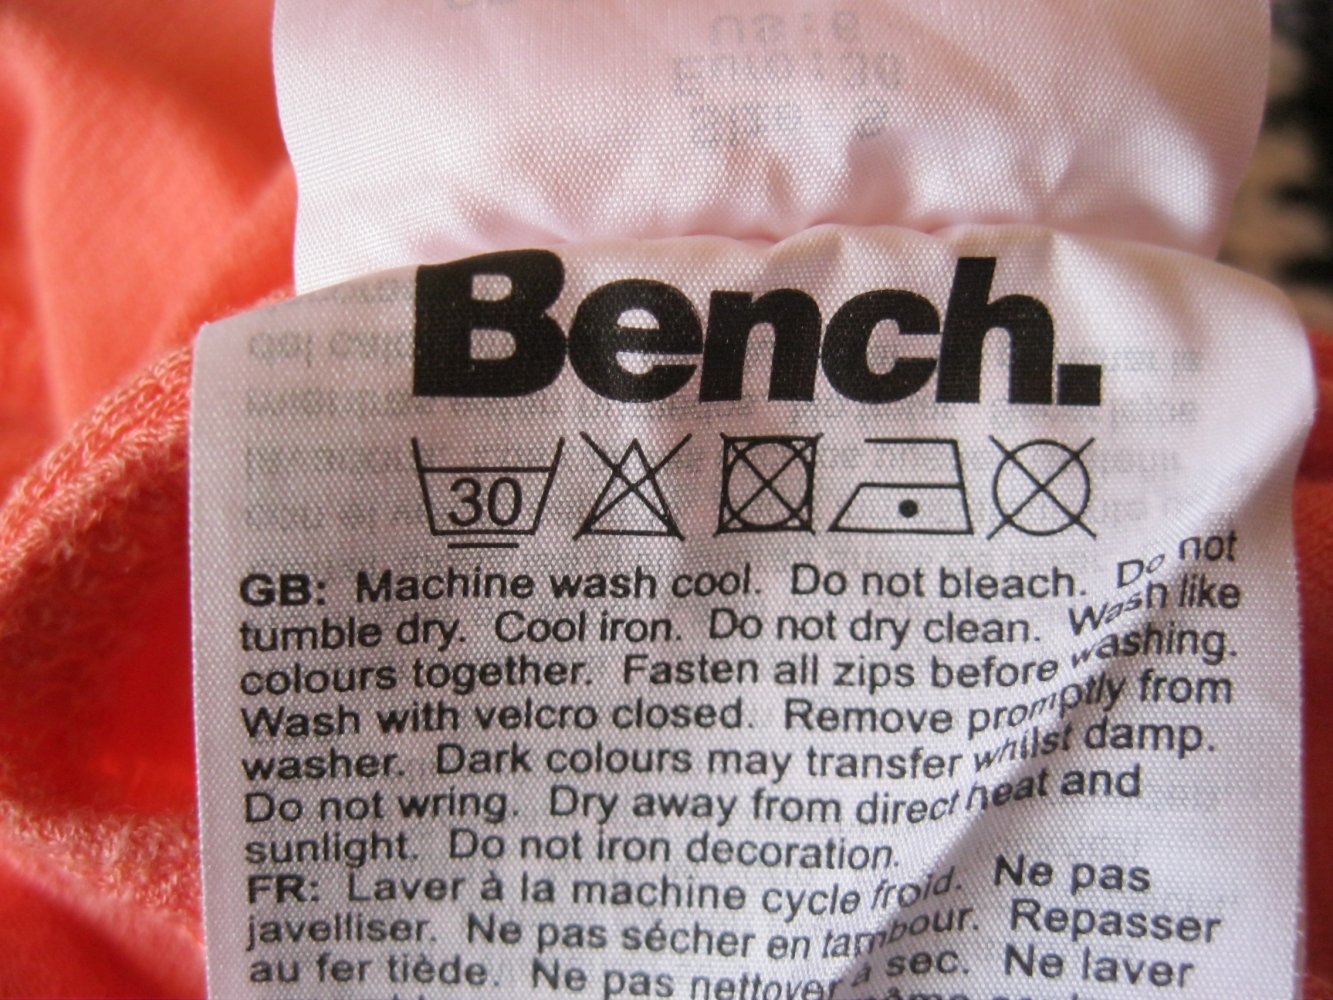 Bench.
30
GB: Machine wash cool. Do not bleach. Do not
tumble dry. Cool iron. Do not dry clean. Wash like
colours together. Fasten all zips before washing.
Wash with velcro closed. Remove promptly from
washer. Dark colours may transfer whilst damp.
Do not wring. Dry away from direct heat and
sunlight. Do not iron decoration.
FR: Laver à la machine cycle froid. Ne pas
javelliser. Ne pas sécher en tambour. Repasser
au fer tiède. Ne pas nettoyer à sec. Ne laver